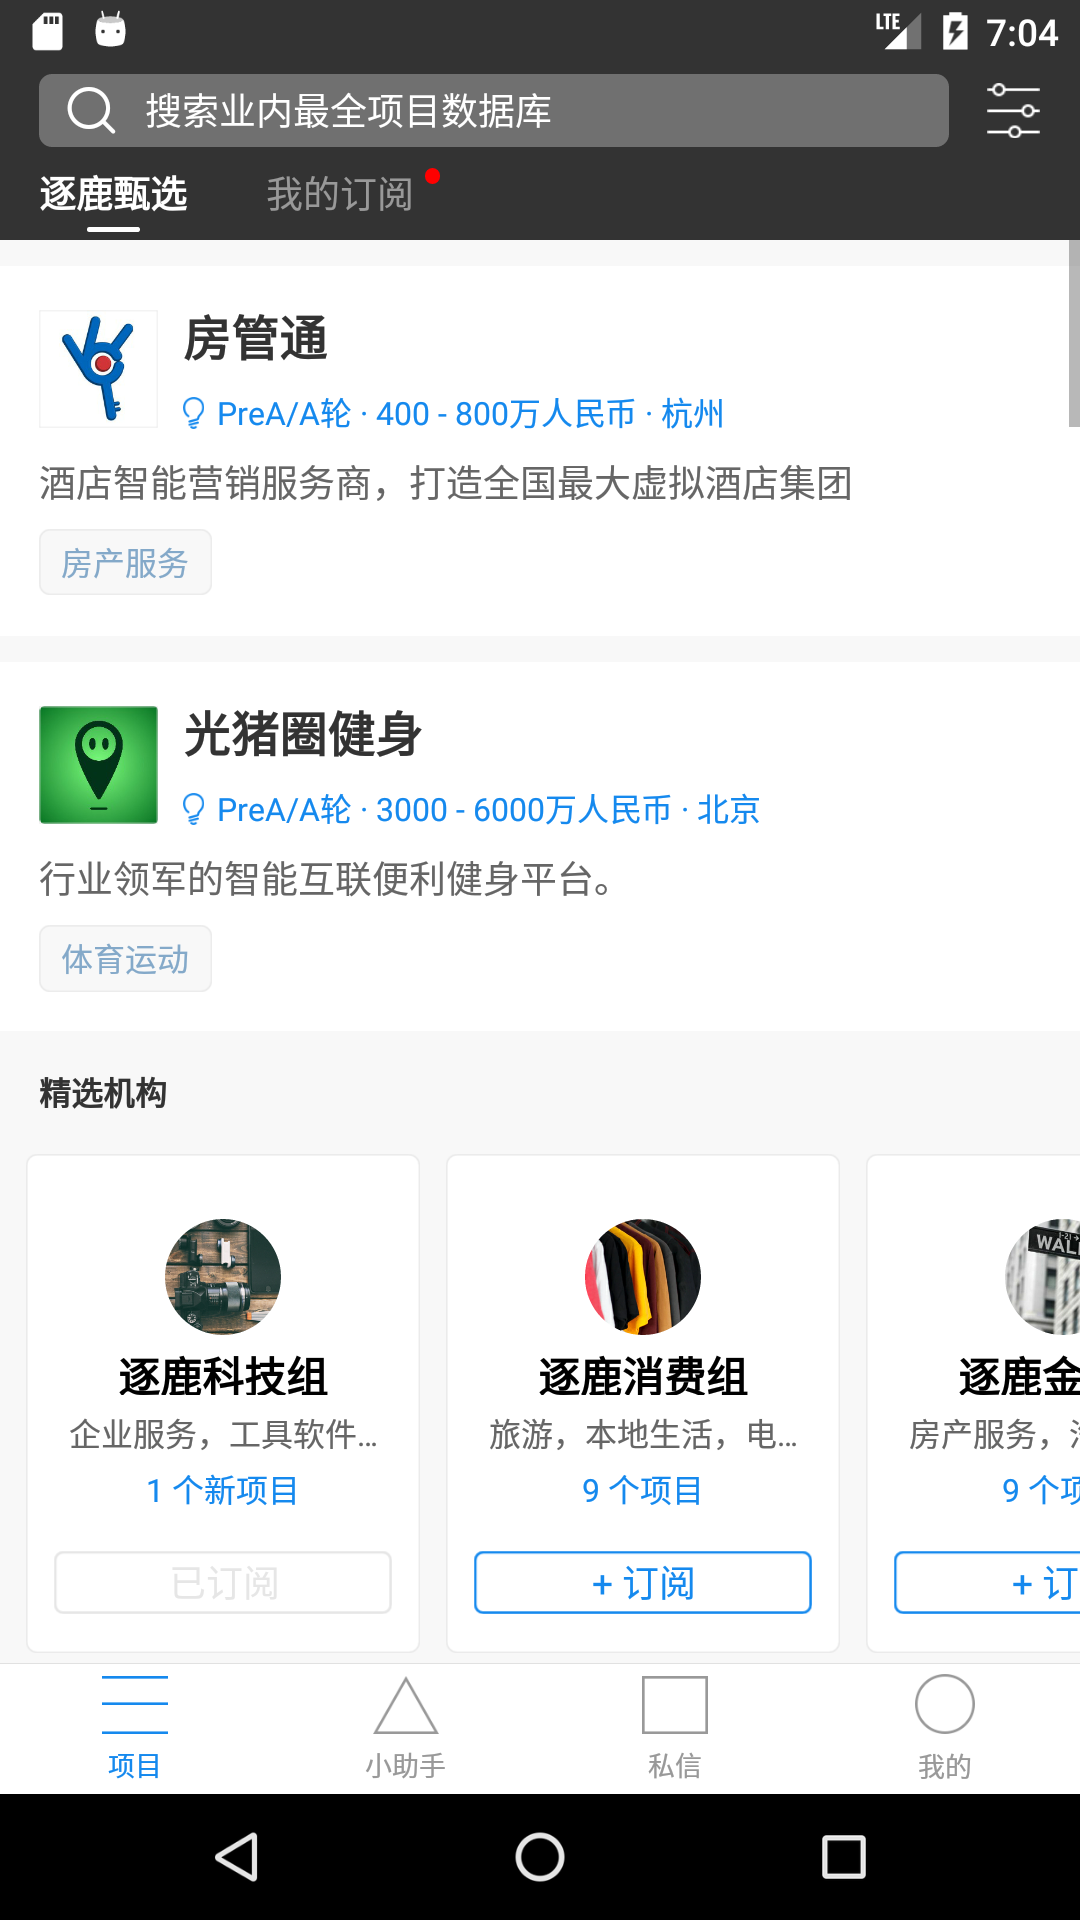 LTE 7:04
搜索业内最全项目数据库
逐鹿甄选 我的订阅
房管通
PreA/A轮 · 400 - 800万人民币 · 杭州
酒店智能营销服务商，打造全国最大虚拟酒店集团
房产服务
光猪圈健身
PreA/A轮 · 3000 - 6000万人民币 · 北京
行业领军的智能互联便利健身平台。
体育运动
精选机构
WAL
逐鹿科技组 逐鹿消费组 逐鹿金
企业服务，工具软件... 旅游，本地生活，电... 房产服务，
1 个新项目 9 个项目 9 个项
已订阅 + 订阅 + 订
项目 小助手 私信 我的